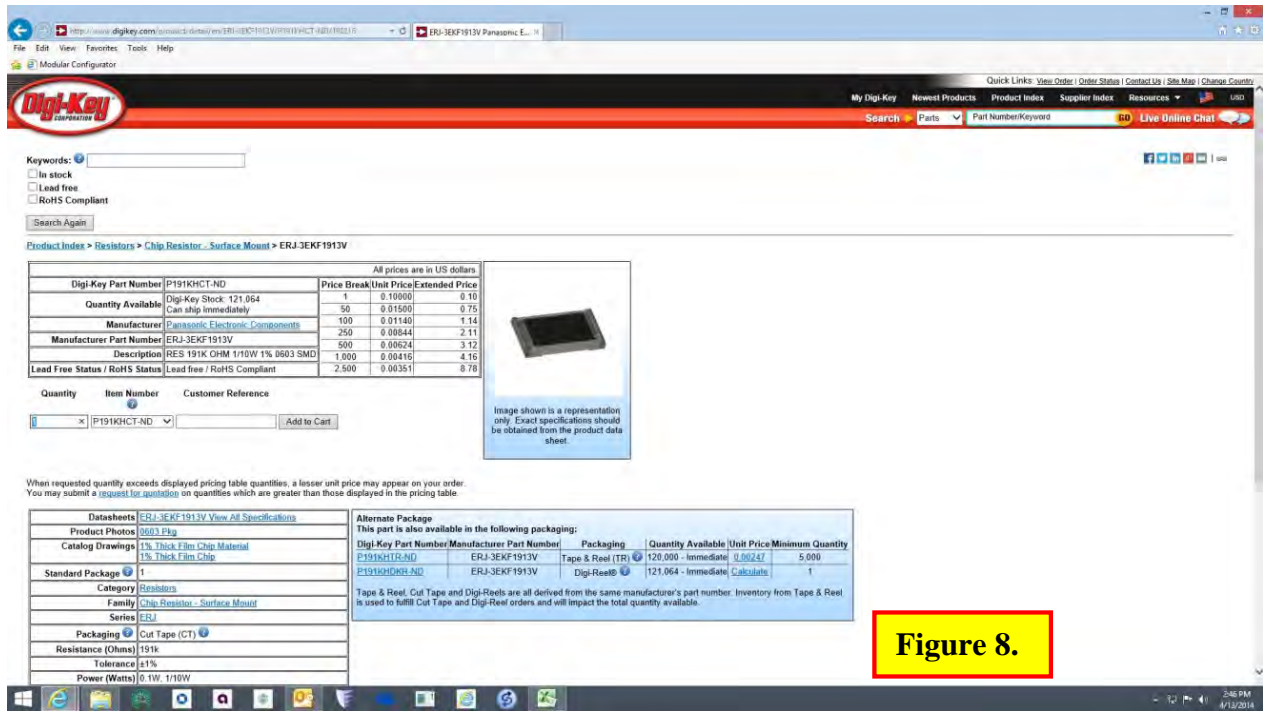 ERJ-3EKF1913V Panasonic E...
File Edit View Favorites Tools Help
Modular Configurator
Quick Links: View Order | Order Status | Contact Us | Site Map | Change Country
Digi-Key
CORPORATION
My Digi-Key Newest Products Product Index Supplier Index Resources USD
Search Parts Part Number/Keyword GO Live Online Chat
Keywords:
In stock
Lead free
RoHS Compliant
Search Again
Product Index > Resistors > Chip Resistor - Surface Mount > ERJ-3EKF1913V
All prices are in US dollars.
Digi-Key Part Number P191KHCT-ND Price Break Unit Price Extended Price
Quantity Available Digi-Key Stock: 121,064
Can ship immediately
1 0.10000 0.10
50 0.01500 0.75
Manufacturer Panasonic Electronic Components 100 0.01140 1.14
250 0.00844 2.11
Manufacturer Part Number ERJ-3EKF1913V
500 0.00624 3.12
Description RES 191K OHM 1/10W 1% 0603 SMD 1,000 0.00416 4.16
Lead Free Status / RoHS Status Lead free / RoHS Compliant 2,500 0.00351 8.78
Image shown is a representation
only. Exact specifications should
be obtained from the product data
sheet.
Quantity Item Number Customer Reference
P191KHCT-ND Add to Cart
When requested quantity exceeds displayed pricing table quantities, a lesser unit price may appear on your order.
You may submit a request for quotation on quantities which are greater than those displayed in the pricing table.
Datasheets ERJ-3EKF1913V View All Specifications
Product Photos 0603 Pkg
Catalog Drawings 1% Thick Film Chip Material
1% Thick Film Chip
Standard Package 1
Category Resistors
Family Chip Resistor - Surface Mount
Series ERJ
Packaging Cut Tape (CT)
Resistance (Ohms) 191k
Tolerance ±1%
Power (Watts) 0.1W, 1/10W
Alternate Package
This part is also available in the following packaging:
Digi-Key Part Number Manufacturer Part Number Packaging Quantity Available Unit Price Minimum Quantity
P191KHTR-ND ERJ-3EKF1913V Tape & Reel (TR) 120,000 - Immediate 0.00247 5,000
P191KHDKR-ND ERJ-3EKF1913V Digi-Reel® 121,064 - Immediate Calculate 1
Tape & Reel, Cut Tape and Digi-Reels are all derived from the same manufacturer's part number. Inventory from Tape & Reel
is used to fulfill Cut Tape and Digi-Reel orders and will impact the total quantity available.
Figure 8.
2:46 PM
4/13/2014